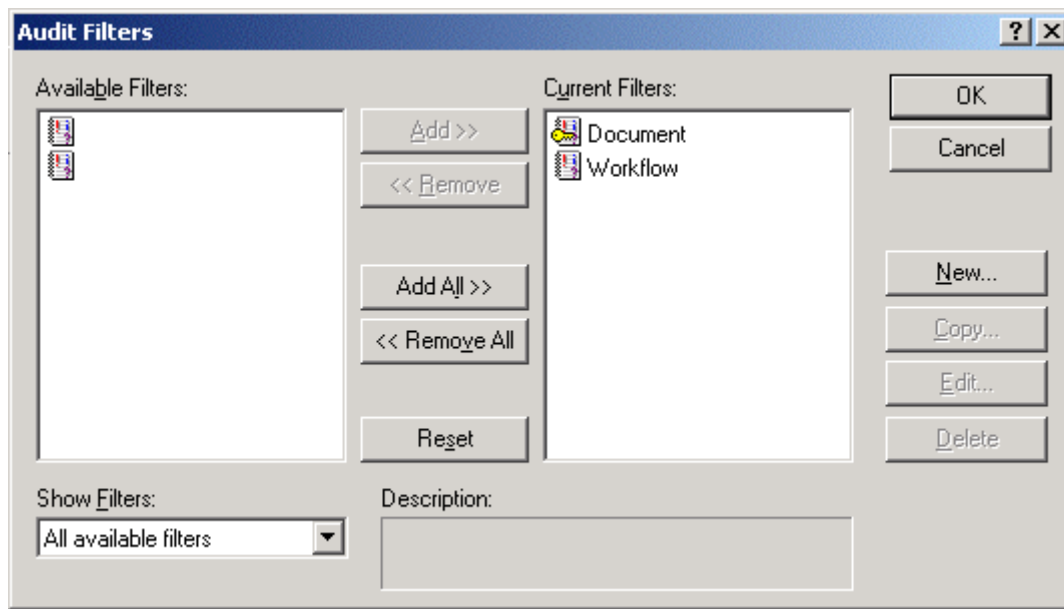 Audit Filters
Available Filters:
Add >>
<< Remove
Add All >>
<< Remove All
Reset
Current Filters:
Document
Workflow
OK
Cancel
New...
Copy...
Edit...
Delete
Show Filters:
All available filters
Description: